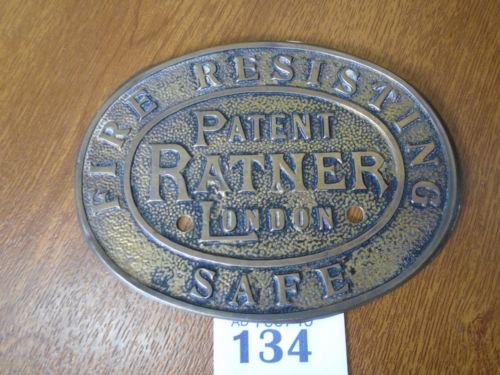 FIRE RESISTING
PATENT
RATNER
LONDON
SAFE
134